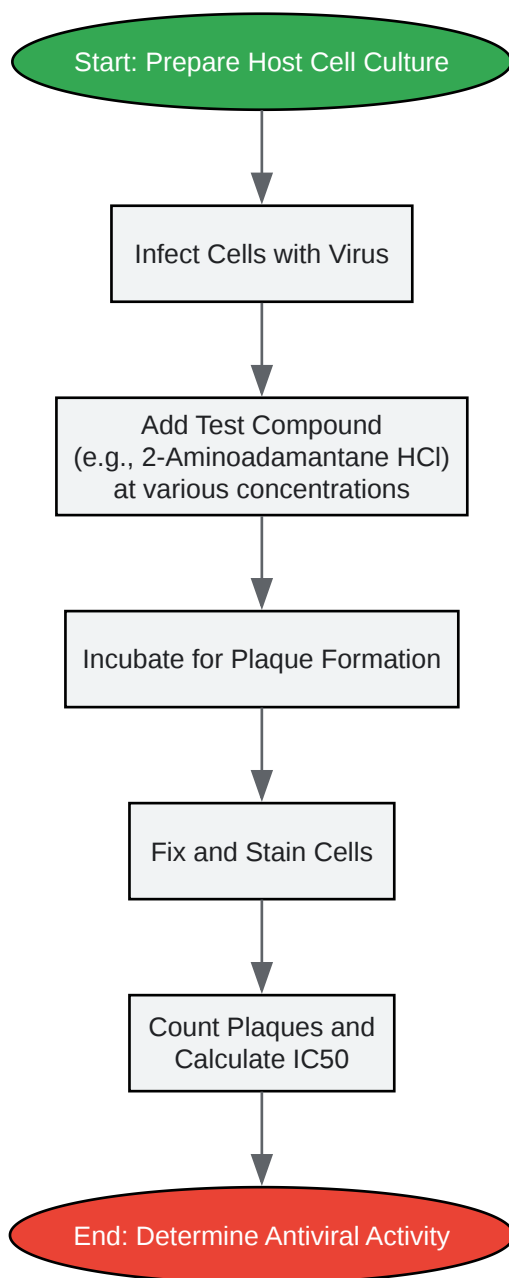 Start: Prepare Host Cell Culture
Infect Cells with Virus
Add Test Compound
(e.g., 2-Aminoadamantane HCl)
at various concentrations
Incubate for Plaque Formation
Fix and Stain Cells
Count Plaques and
Calculate IC50
End: Determine Antiviral Activity